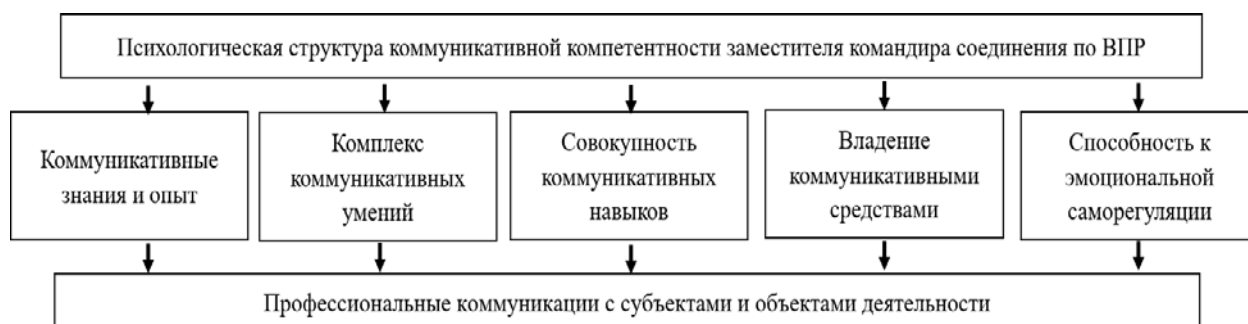 Психологическая структура коммуникативной компетентности заместителя командира соединения по ВПР
Коммуникативные
знания и опыт
Комплекс
коммуникативных
умений
Совокупность
коммуникативных
навыков
Владение
коммуникативными
средствами
Способность к
эмоциональной
саморегуляции
Профессиональные коммуникации с субъектами и объектами деятельности